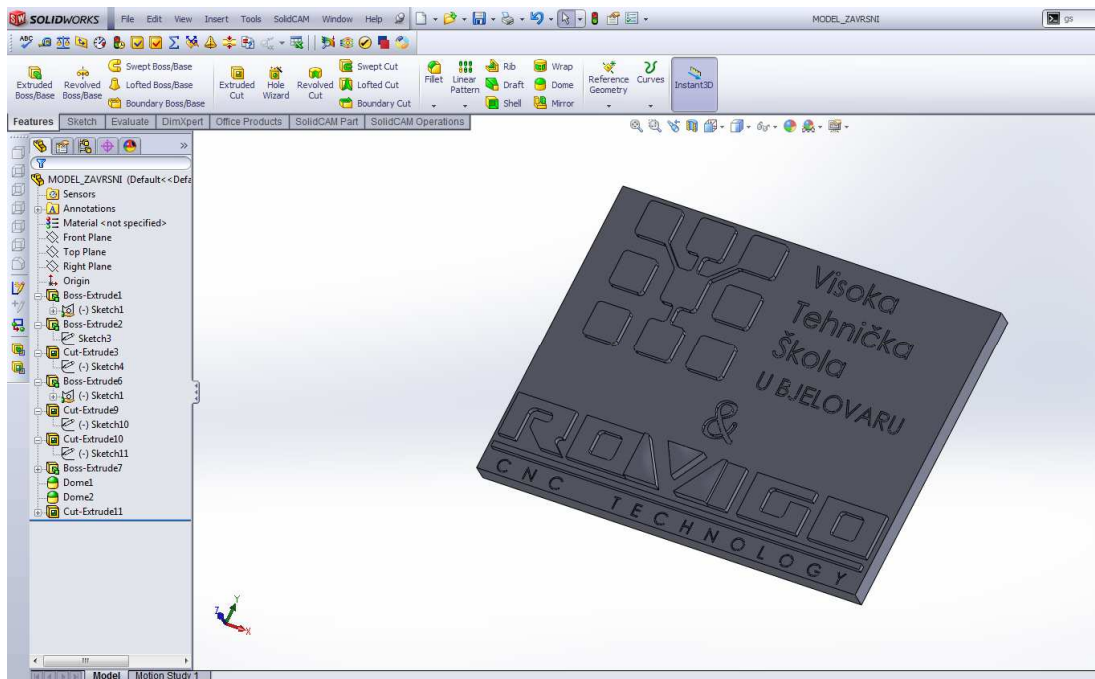 SOLIDWORKS File Edit View Insert Tools SolidCAM Window Help MODEL_ZAVRSNI gs
Extruded Boss/Base
Revolved Boss/Base
Swept Boss/Base
Lofted Boss/Base
Boundary Boss/Base
Extruded Cut
Hole Wizard
Revolved Cut
Swept Cut
Lofted Cut
Boundary Cut
Fillet
Linear Pattern
Rib
Draft
Shell
Wrap
Dome
Mirror
Reference Geometry
Curves
Instant3D
Features Sketch Evaluate DimXpert Office Products SolidCAM Part SolidCAM Operations
MODEL_ZAVRSNI (Default<<Defa
Sensors
Annotations
Material <not specified>
Front Plane
Top Plane
Right Plane
Origin
Boss-Extrude1
(-) Sketch1
Boss-Extrude2
Sketch3
Cut-Extrude3
(-) Sketch4
Boss-Extrude6
(-) Sketch1
Cut-Extrude9
(-) Sketch10
Cut-Extrude10
(-) Sketch11
Boss-Extrude7
Dome1
Dome2
Cut-Extrude11
Visoka
Tehnička
Škola
U BJELOVARU
&
ROVIGO
CNC TECHNOLOGY
Z Y X
Model Motion Study 1